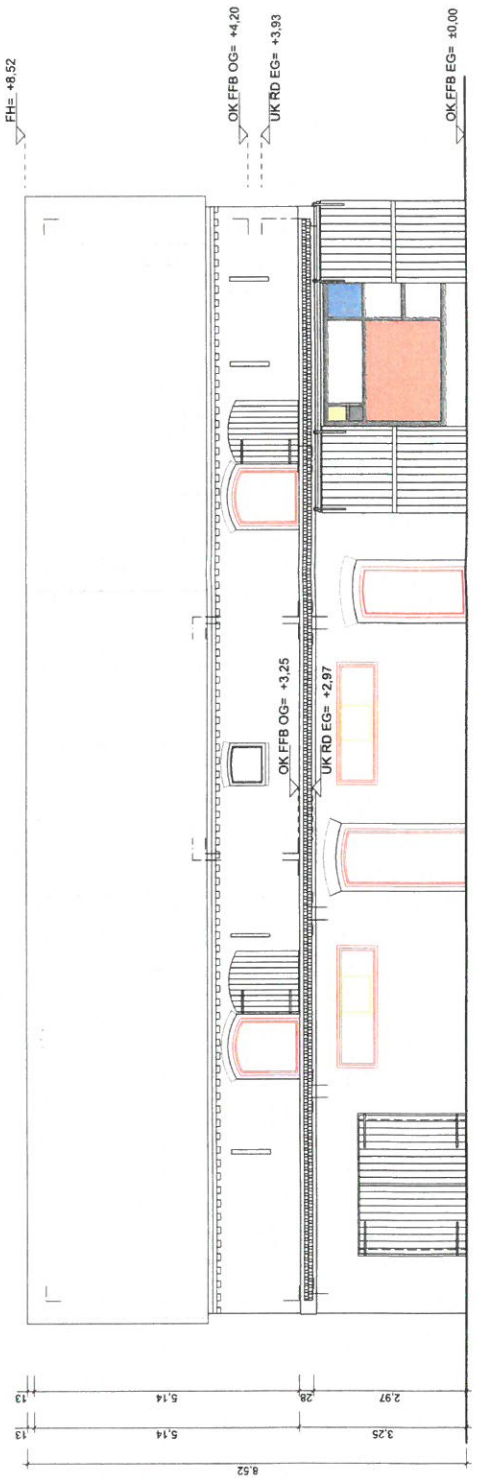 FH= +8,52
OK FFB OG= +4,20
UK RD EG= +3,93
OK FFB OG= +3,25
UK RD EG= +2,97
OK FFB EG= ±0,00
13
5,14
28
2,97
13
5,14
3,25
8,52